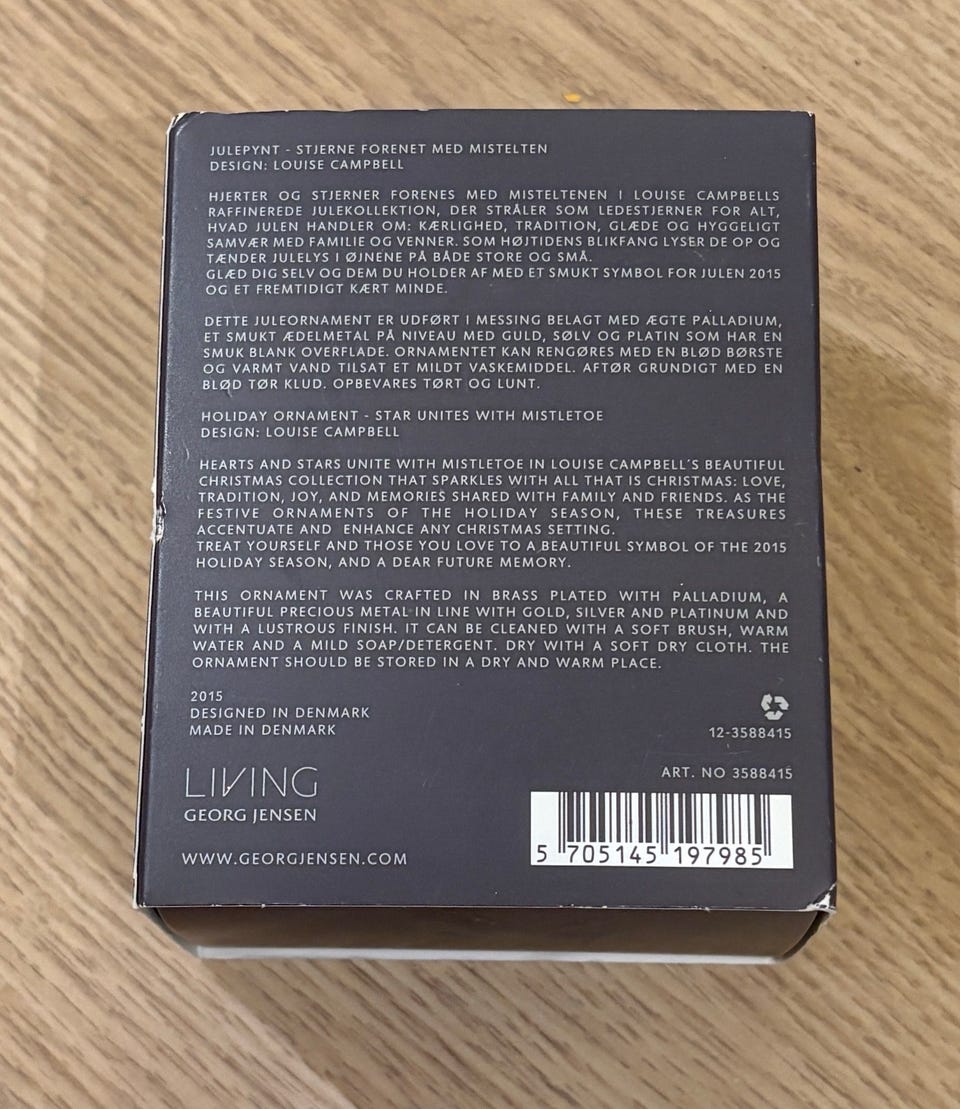 JULEPYNT - STJERNE FORENET MED MISTELTEN
DESIGN: LOUISE CAMPBELL
HJERTER OG STJERNER FORENES MED MISTELTENEN I LOUISE CAMPBELLS
RAFFINEREDE JULEKOLLEKTION, DER STRÅLER SOM LEDESTJERNER FOR ALT,
HVAD JULEN HANDLER OM: KÆRLIGHED, TRADITION, GLÆDE OG HYGGELIGT
SAMVÆR MED FAMILIE OG VENNER. SOM HØJTIDENS BLIKFANG LYSER DE OP OG
TÆNDER JULELYS I ØJNENE PÅ BÅDE STORE OG SMÅ.
GLÆD DIG SELV OG DEM DU HOLDER AF MED ET SMUKT SYMBOL FOR JULEN 2015
OG ET FREMTIDIGT KÆRT MINDE.
DETTE JULEORNAMENT ER UDFØRT I MESSING BELAGT MED ÆGTE PALLADIUM,
ET SMUKT ÆDELMETAL PÅ NIVEAU MED GULD, SØLV OG PLATIN SOM HAR EN
SMUK BLANK OVERFLADE. ORNAMENTET KAN RENGØRES MED EN BLØD BØRSTE
OG VARMT VAND TILSAT ET MILDT VASKEMIDDEL. AFTØR GRUNDIGT MED EN
BLØD TØR KLUD. OPBEVARES TØRT OG LUNT.
HOLIDAY ORNAMENT - STAR UNITES WITH MISTLETOE
DESIGN: LOUISE CAMPBELL
HEARTS AND STARS UNITE WITH MISTLETOE IN LOUISE CAMPBELL'S BEAUTIFUL
CHRISTMAS COLLECTION THAT SPARKLES WITH ALL THAT IS CHRISTMAS: LOVE,
TRADITION, JOY, AND MEMORIES SHARED WITH FAMILY AND FRIENDS. AS THE
FESTIVE ORNAMENTS OF THE HOLIDAY SEASON, THESE TREASURES
ACCENTUATE AND ENHANCE ANY CHRISTMAS SETTING.
TREAT YOURSELF AND THOSE YOU LOVE TO A BEAUTIFUL SYMBOL OF THE 2015
HOLIDAY SEASON, AND A DEAR FUTURE MEMORY.
THIS ORNAMENT WAS CRAFTED IN BRASS PLATED WITH PALLADIUM, A
BEAUTIFUL PRECIOUS METAL IN LINE WITH GOLD, SILVER AND PLATINUM AND
WITH A LUSTROUS FINISH. IT CAN BE CLEANED WITH A SOFT BRUSH, WARM
WATER AND A MILD SOAP/DETERGENT. DRY WITH A SOFT DRY CLOTH. THE
ORNAMENT SHOULD BE STORED IN A DRY AND WARM PLACE.
2015
DESIGNED IN DENMARK
MADE IN DENMARK
12-3588415
ART. NO 3588415
LIVING
GEORG JENSEN
WWW.GEORGJENSEN.COM
5 705145 197985